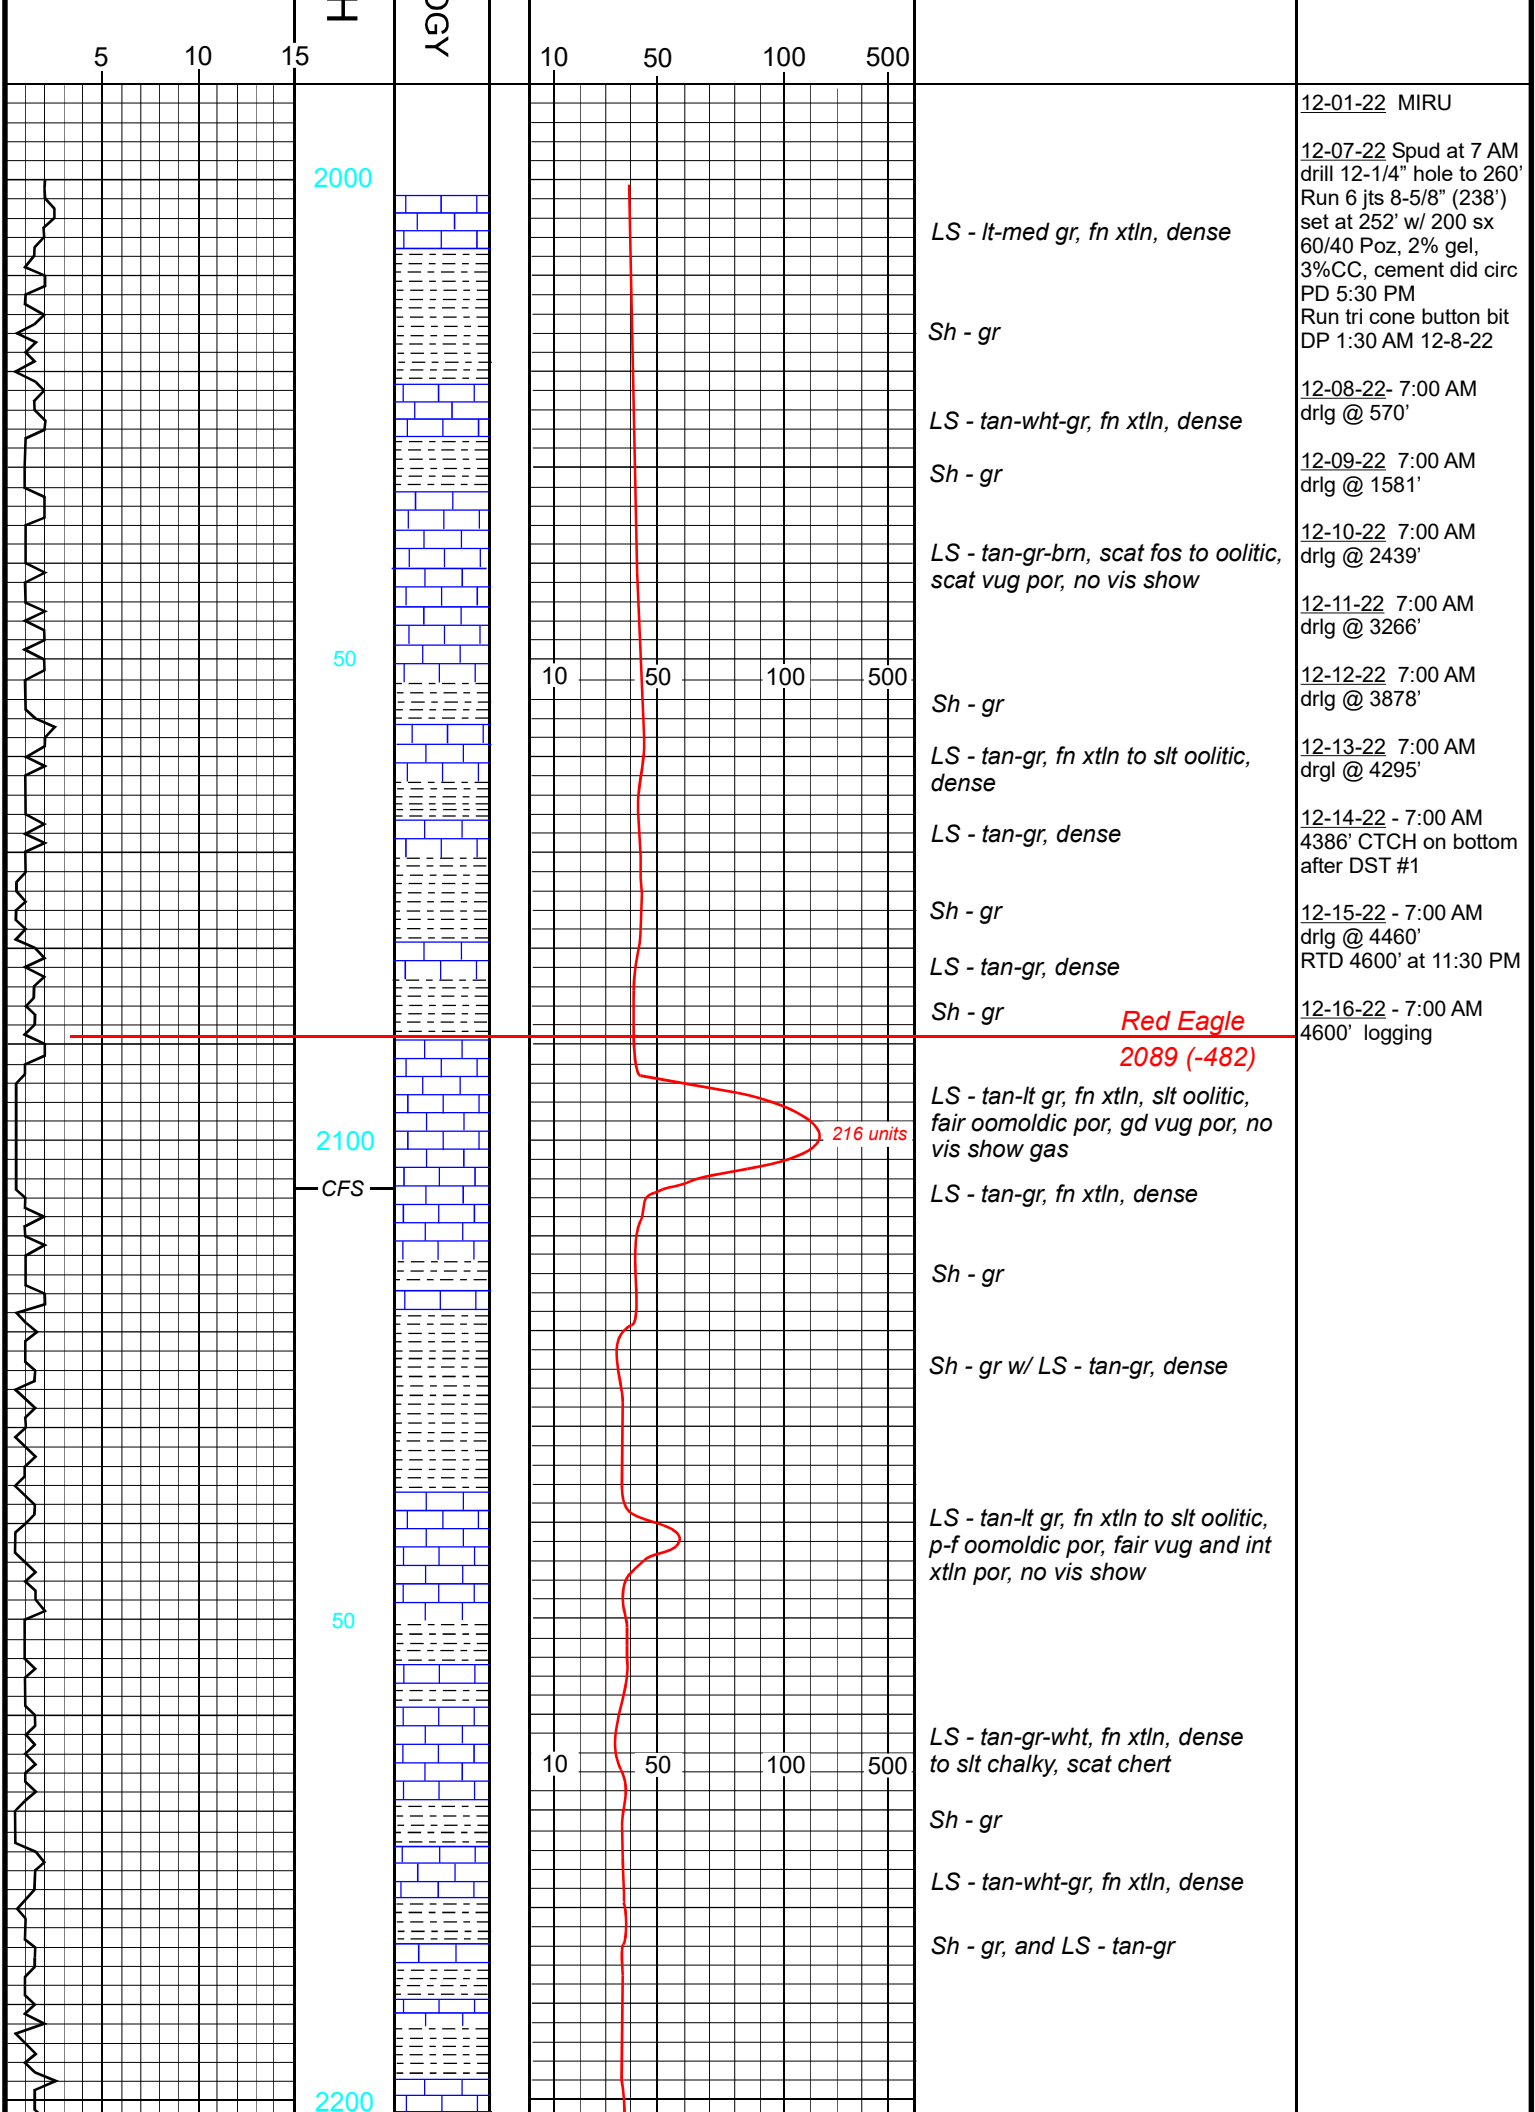 H
OGY
5 10 15
10 50 100 500
2000
50
2100
CFS
50
2200
10 50 100 500
216 units
10 50 100 500
LS - lt-med gr, fn xtln, dense
Sh - gr
LS - tan-wht-gr, fn xtln, dense
Sh - gr
LS - tan-gr-brn, scat fos to oolitic,
scat vug por, no vis show
Sh - gr
LS - tan-gr, fn xtln to slt oolitic,
dense
LS - tan-gr, dense
Sh - gr
LS - tan-gr, dense
Sh - gr
Red Eagle
2089 (-482)
LS - tan-lt gr, fn xtln, slt oolitic,
fair oomoldic por, gd vug por, no
vis show gas
LS - tan-gr, fn xtln, dense
Sh - gr
Sh - gr w/ LS - tan-gr, dense
LS - tan-lt gr, fn xtln to slt oolitic,
p-f oomoldic por, fair vug and int
xtln por, no vis show
LS - tan-gr-wht, fn xtln, dense
to slt chalky, scat chert
Sh - gr
LS - tan-wht-gr, fn xtln, dense
Sh - gr, and LS - tan-gr
12-01-22 MIRU
12-07-22 Spud at 7 AM
drill 12-1/4” hole to 260’
Run 6 jts 8-5/8” (238’)
set at 252’ w/ 200 sx
60/40 Poz, 2% gel,
3%CC, cement did circ
PD 5:30 PM
Run tri cone button bit
DP 1:30 AM 12-8-22
12-08-22- 7:00 AM
drlg @ 570’
12-09-22 7:00 AM
drlg @ 1581’
12-10-22 7:00 AM
drlg @ 2439’
12-11-22 7:00 AM
drlg @ 3266’
12-12-22 7:00 AM
drlg @ 3878’
12-13-22 7:00 AM
drgl @ 4295’
12-14-22 - 7:00 AM
4386’ CTCH on bottom
after DST #1
12-15-22 - 7:00 AM
drlg @ 4460’
RTD 4600’ at 11:30 PM
12-16-22 - 7:00 AM
4600’ logging